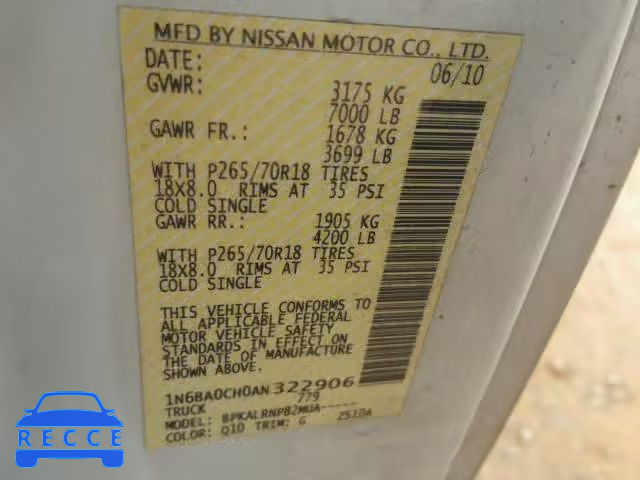 MFD BY NISSAN MOTOR CO., LTD.
DATE: 06/10
GVWR: 3175 KG
7000 LB
GAWR FR.: 1678 KG
3699 LB
WITH P265/70R18 TIRES
18X8.0 RIMS AT 35 PSI
COLD SINGLE
GAWR RR.: 1905 KG
4200 LB
WITH P265/70R18 TIRES
18X8.0 RIMS AT 35 PSI
COLD SINGLE
THIS VEHICLE CONFORMS TO
ALL APPLICABLE FEDERAL
MOTOR VEHICLE SAFETY
STANDARDS IN EFFECT ON
THE DATE OF MANUFACTURE
SHOWN ABOVE.
1N6BA0CH0AN322906
TRUCK 779
MODEL:
COLOR: Q10 TRIM: G
RECCE